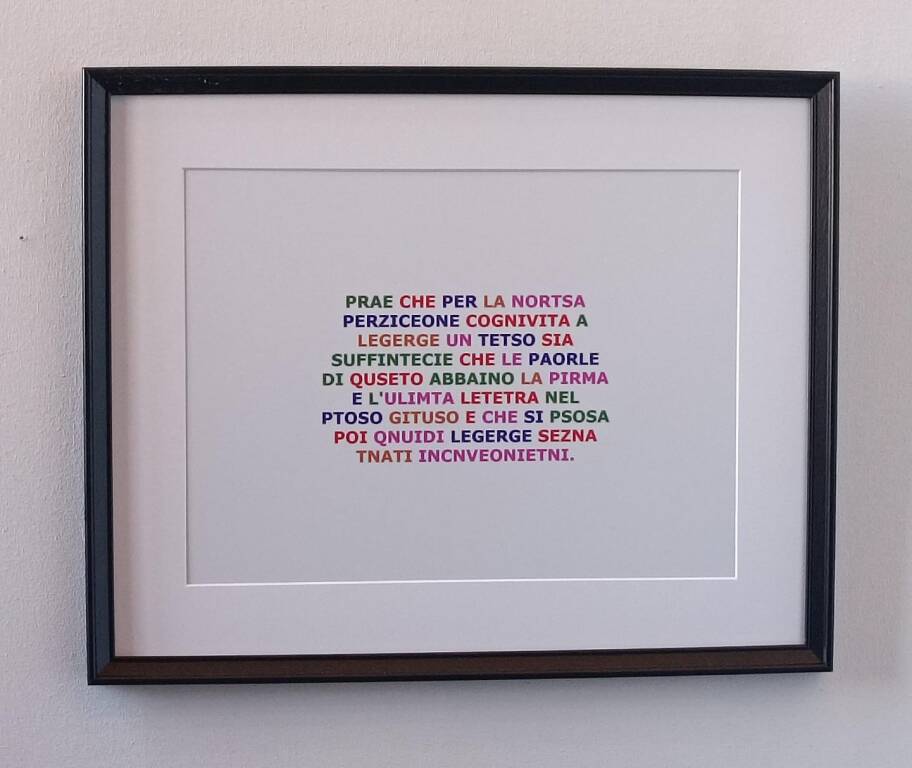 PRAE CHE PER LA NORTSA
PERZICEONE COGNIVITA A
LEGERGE UN TETSO SIA
SUFFINTECIE CHE LE PAORLE
DI QUSETO ABBAINO LA PIRMA
E L'ULIMTA LETETRA NEL
PTOSO GITUSO E CHE SI PSOSA
POI QNUIDI LEGERGE SEZNA
TNATI INCNVEONIETNI.